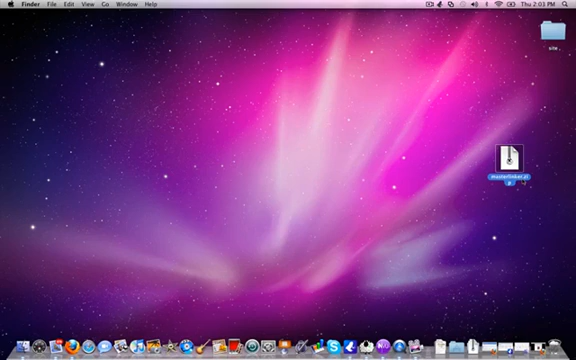 Finder File Edit View Go Window Help
Thu 2:03 PM
site
masterlinker.zi
p